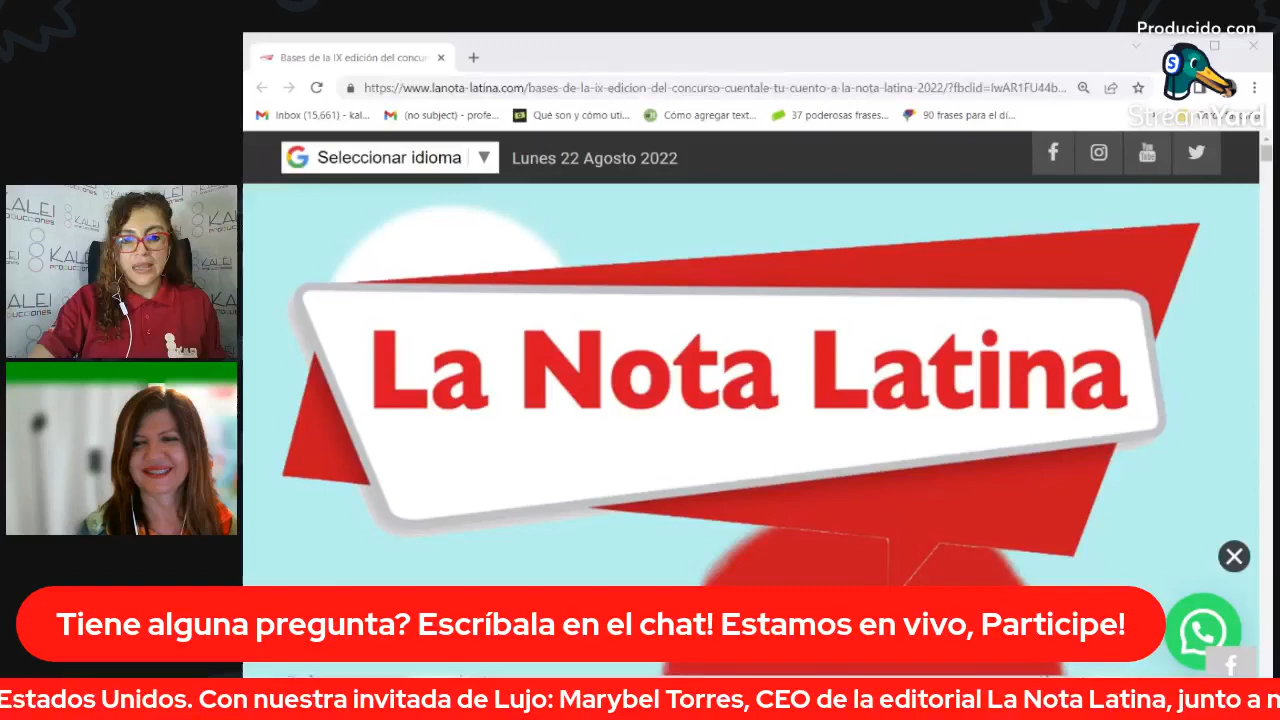 Producido con
StreamYard
Bases de la IX edición del concur
https://www.lanota-latina.com/bases-de-la-ix-edicion-del-concurso-cuentale-tu-cuento-a-la-nota-latina-2022/?fbclid=IwAR1FU44b...
Inbox (15,661) - kal... (no subject) - profe... Qué son y cómo uti... Cómo agregar text... 37 poderosas frases... 90 frases para el dí...
Seleccionar idioma ▼ Lunes 22 Agosto 2022
You Tube
KALEI
producciones
La Nota Latina
Tiene alguna pregunta? Escríbala en el chat! Estamos en vivo, Participe!
Estados Unidos. Con nuestra invitada de Lujo: Marybel Torres, CEO de la editorial La Nota Latina, junto a